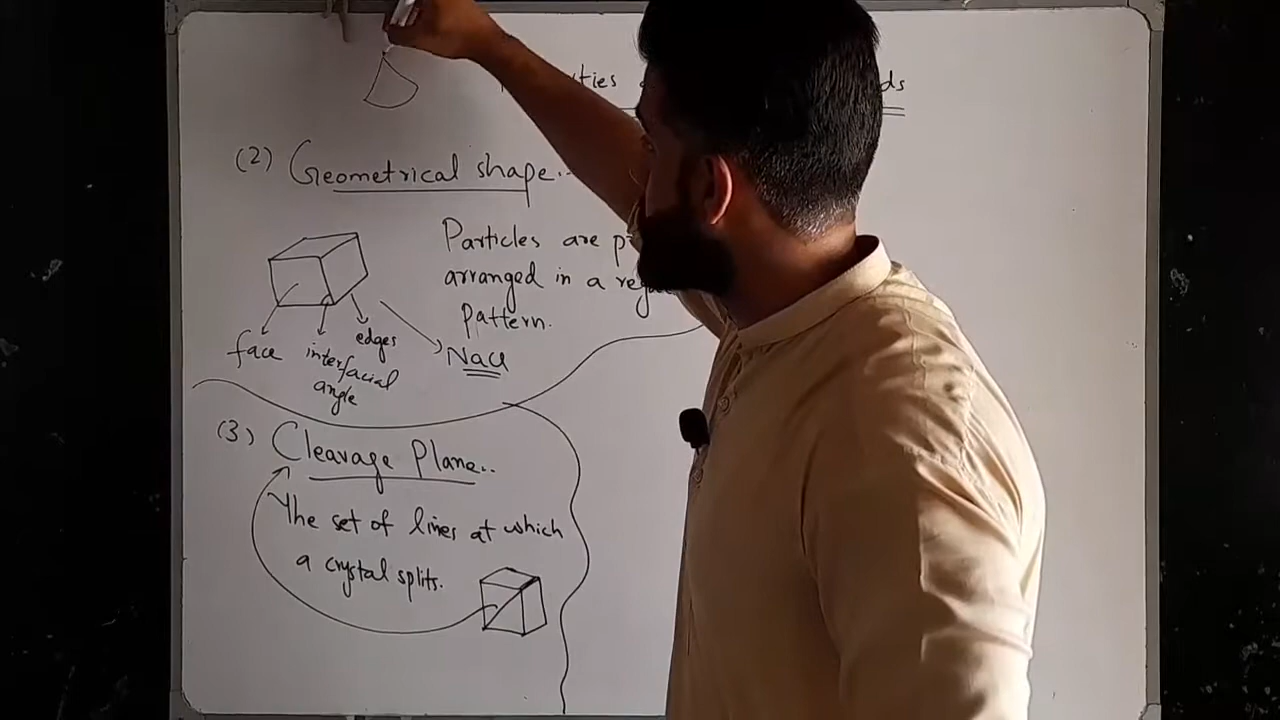 (2) Geometrical shape..
Particles are
arranged in a
pattern.
face
interfacial
angle
edges
NaCl
(3) Cleavage Plane..
The set of lines at which
a crystal splits.